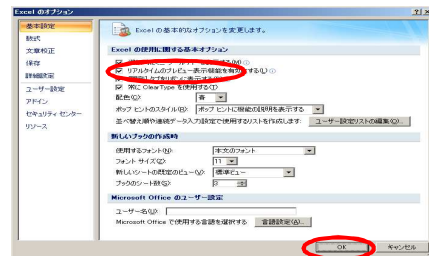 Excel のオプション
基本設定
数式
文章校正
保存
詳細設定
ユーザー設定
アドイン
セキュリティ センター
リソース
Excel の基本的なオプションを変更します。
Excel の使用に関する基本オプション
リアルタイムのプレビュー表示機能を有効にする(L)
常に ClearType を使用する(T)
配色(C): 青
ポップ ヒントのスタイル(R): ポップ ヒントに機能の説明を表示する
並べ替え順や連続データ入力設定で使用するリストを作成します: ユーザー設定リストの編集(O)...
新しいブックの作成時
使用するフォント(N): 本文のフォント
フォント サイズ(Z): 11
新しいシートの既定のビュー(V): 標準ビュー
ブックのシート数(S): 3
Microsoft Office のユーザー設定
ユーザー名(U):
Microsoft Office で使用する言語を選択する 言語設定(A)...
OK キャンセル